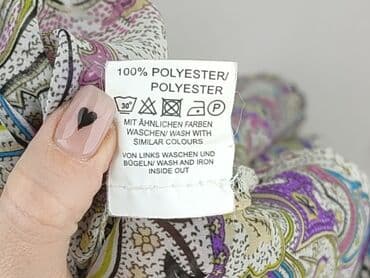 100% POLYESTER/
POLYESTER
30° P
MIT ÄHNLICHEN FARBEN
WASCHEN/ WASH WITH
SIMILAR COLOURS
VON LINKS WASCHEN UND
BÜGELN/ WASH AND IRON
INSIDE OUT